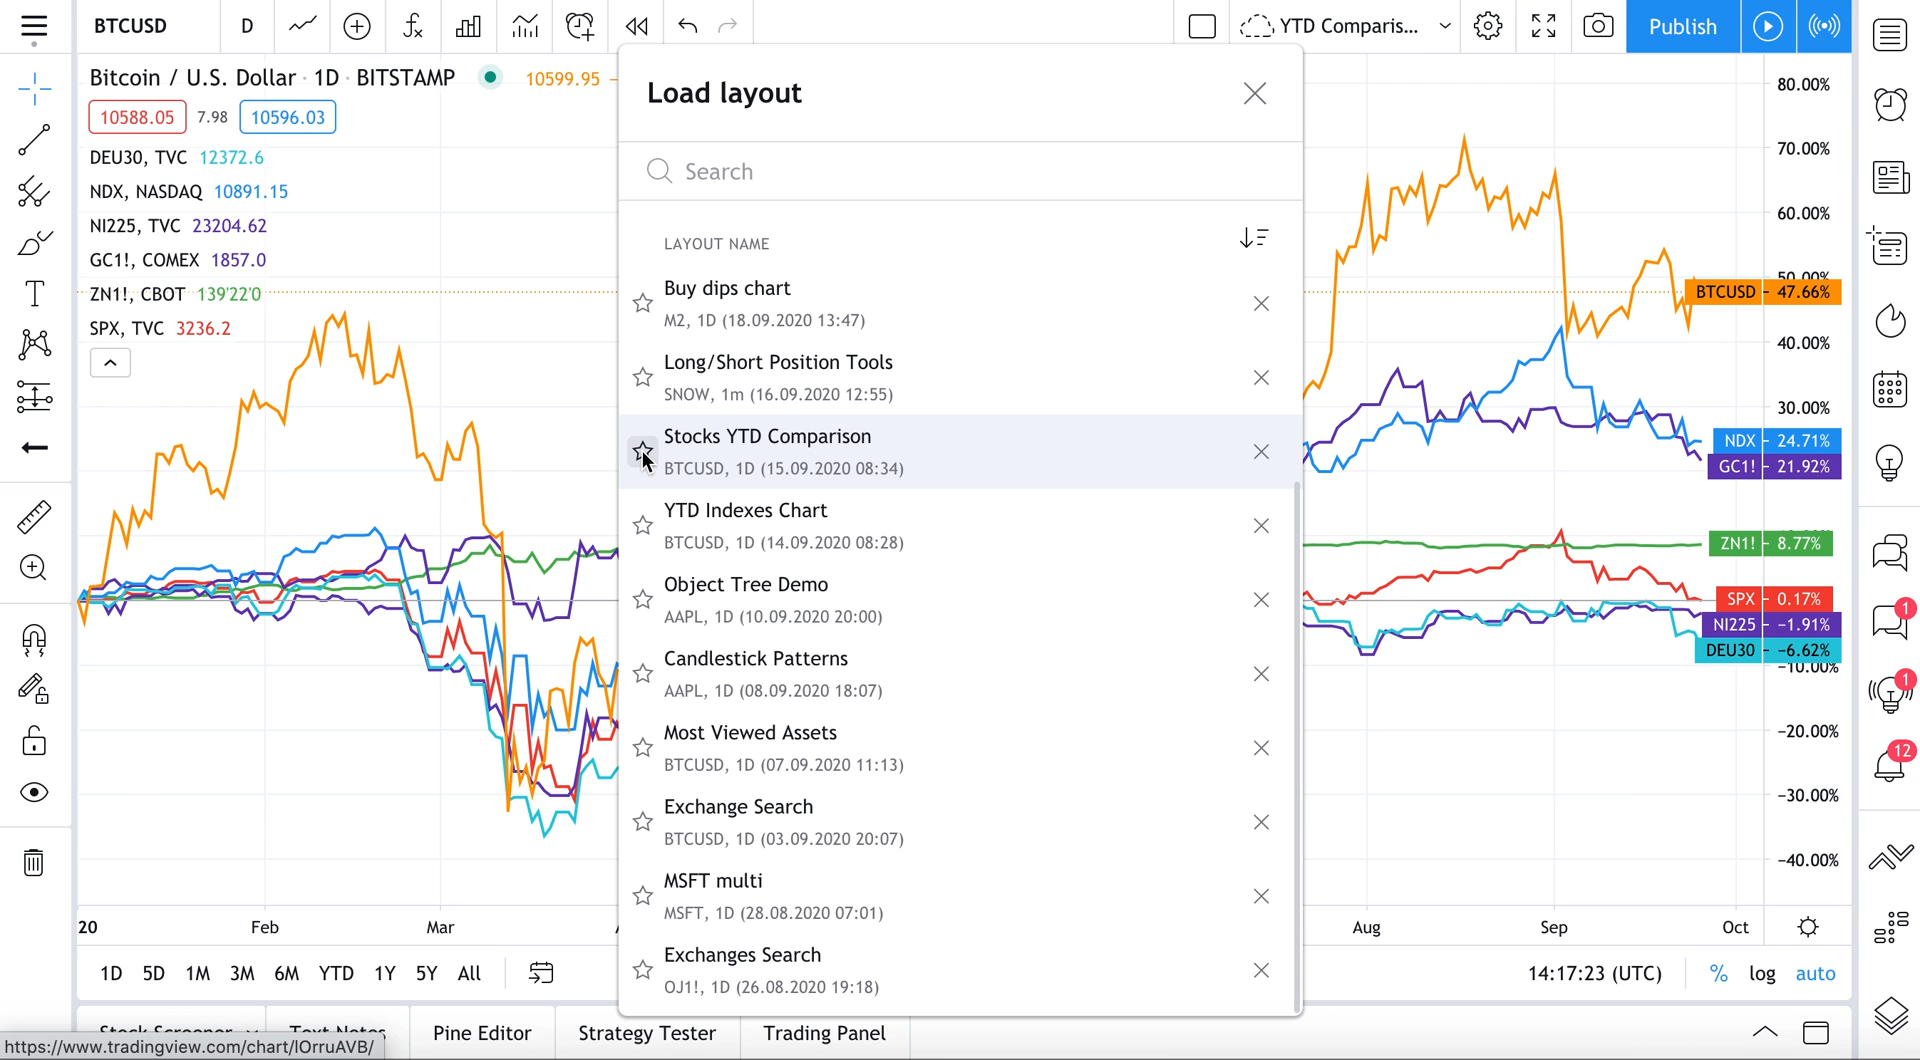 BTCUSD
D
YTD Comparis...
Publish
Bitcoin / U.S. Dollar · 1D · BITSTAMP
10599.95
10588.05
7.98
10596.03
DEU30, TVC 12372.6
NDX, NASDAQ 10891.15
NI225, TVC 23204.62
GC1!, COMEX 1857.0
ZN1!, CBOT 139'22'0
SPX, TVC 3236.2
Load layout
Search
LAYOUT NAME
Buy dips chart
M2, 1D (18.09.2020 13:47)
Long/Short Position Tools
SNOW, 1m (16.09.2020 12:55)
Stocks YTD Comparison
BTCUSD, 1D (15.09.2020 08:34)
YTD Indexes Chart
BTCUSD, 1D (14.09.2020 08:28)
Object Tree Demo
AAPL, 1D (10.09.2020 20:00)
Candlestick Patterns
AAPL, 1D (08.09.2020 18:07)
Most Viewed Assets
BTCUSD, 1D (07.09.2020 11:13)
Exchange Search
BTCUSD, 1D (03.09.2020 20:07)
MSFT multi
MSFT, 1D (28.08.2020 07:01)
Exchanges Search
OJ1!, 1D (26.08.2020 19:18)
80.00%
70.00%
60.00%
50.00%
BTCUSD 47.66%
40.00%
30.00%
NDX 24.71%
GC1! 21.92%
ZN1! 8.77%
SPX 0.17%
NI225 −1.91%
DEU30 −6.62%
−10.00%
−20.00%
−30.00%
−40.00%
1
1
12
20
Feb
Mar
Aug
Sep
Oct
1D 5D 1M 3M 6M YTD 1Y 5Y All
14:17:23 (UTC)
%
log
auto
Stock Screener
Text Notes
Pine Editor
Strategy Tester
Trading Panel
https://www.tradingview.com/chart/lOrruAVB/